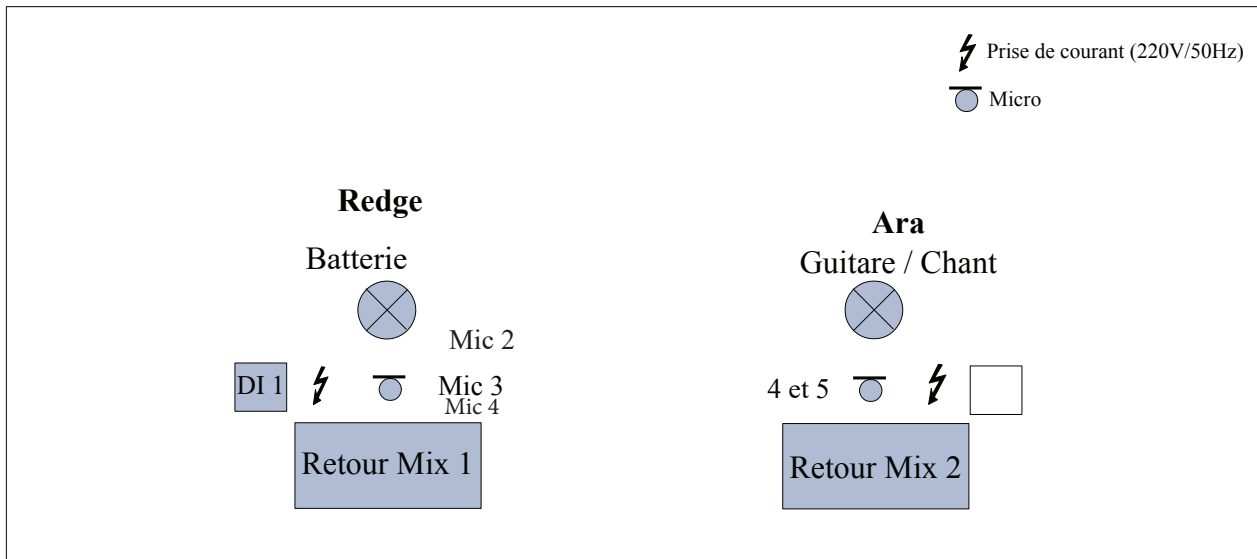 Prise de courant (220V/50Hz)
Micro
Redge
Batterie
Mic 2
DI 1
Mic 3
Mic 4
Retour Mix 1
Ara
Guitare / Chant
4 et 5
Retour Mix 2